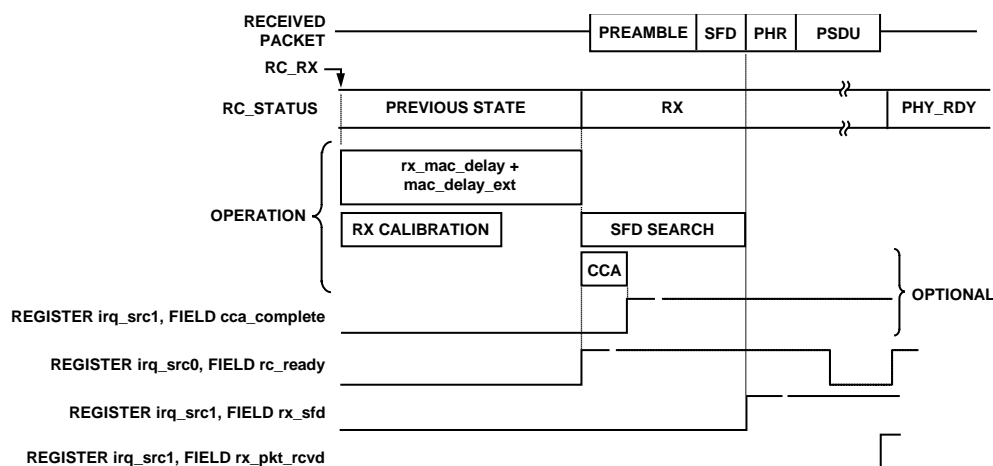 RECEIVED
PACKET
PREAMBLE SFD PHR PSDU
RC_RX
RC_STATUS PREVIOUS STATE RX PHY_RDY
rx_mac_delay +
mac_delay_ext
OPERATION
RX CALIBRATION SFD SEARCH
CCA
OPTIONAL
REGISTER irq_src1, FIELD cca_complete
REGISTER irq_src0, FIELD rc_ready
REGISTER irq_src1, FIELD rx_sfd
REGISTER irq_src1, FIELD rx_pkt_rcvd